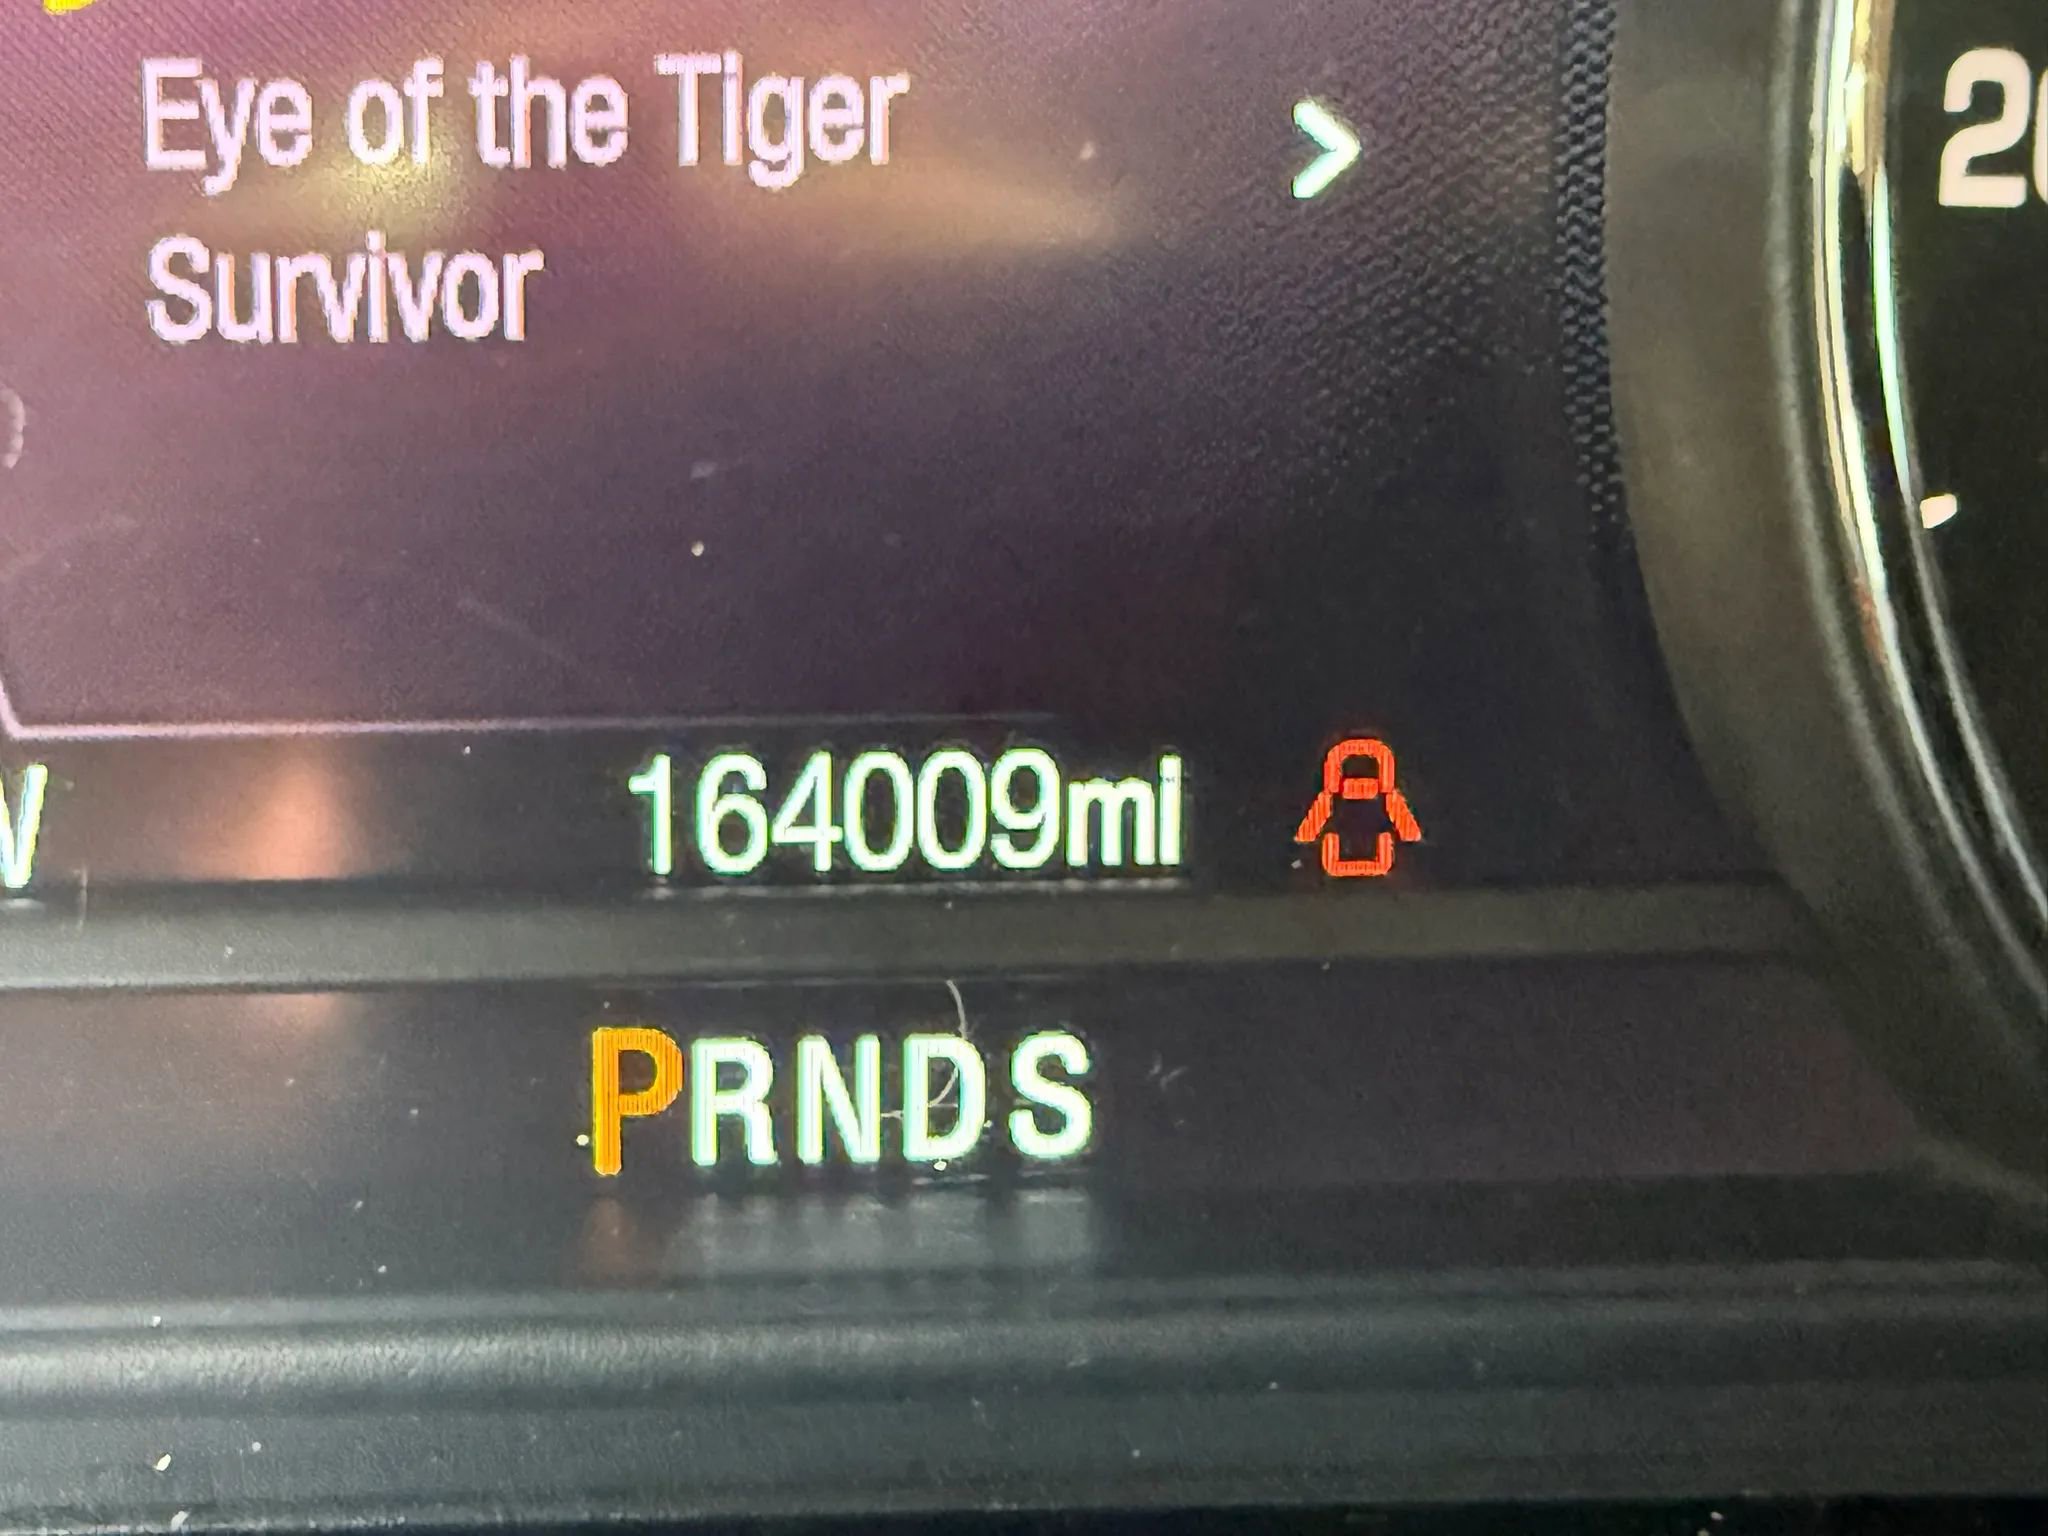 Eye of the Tiger >
Survivor
164009mi
PRNDS